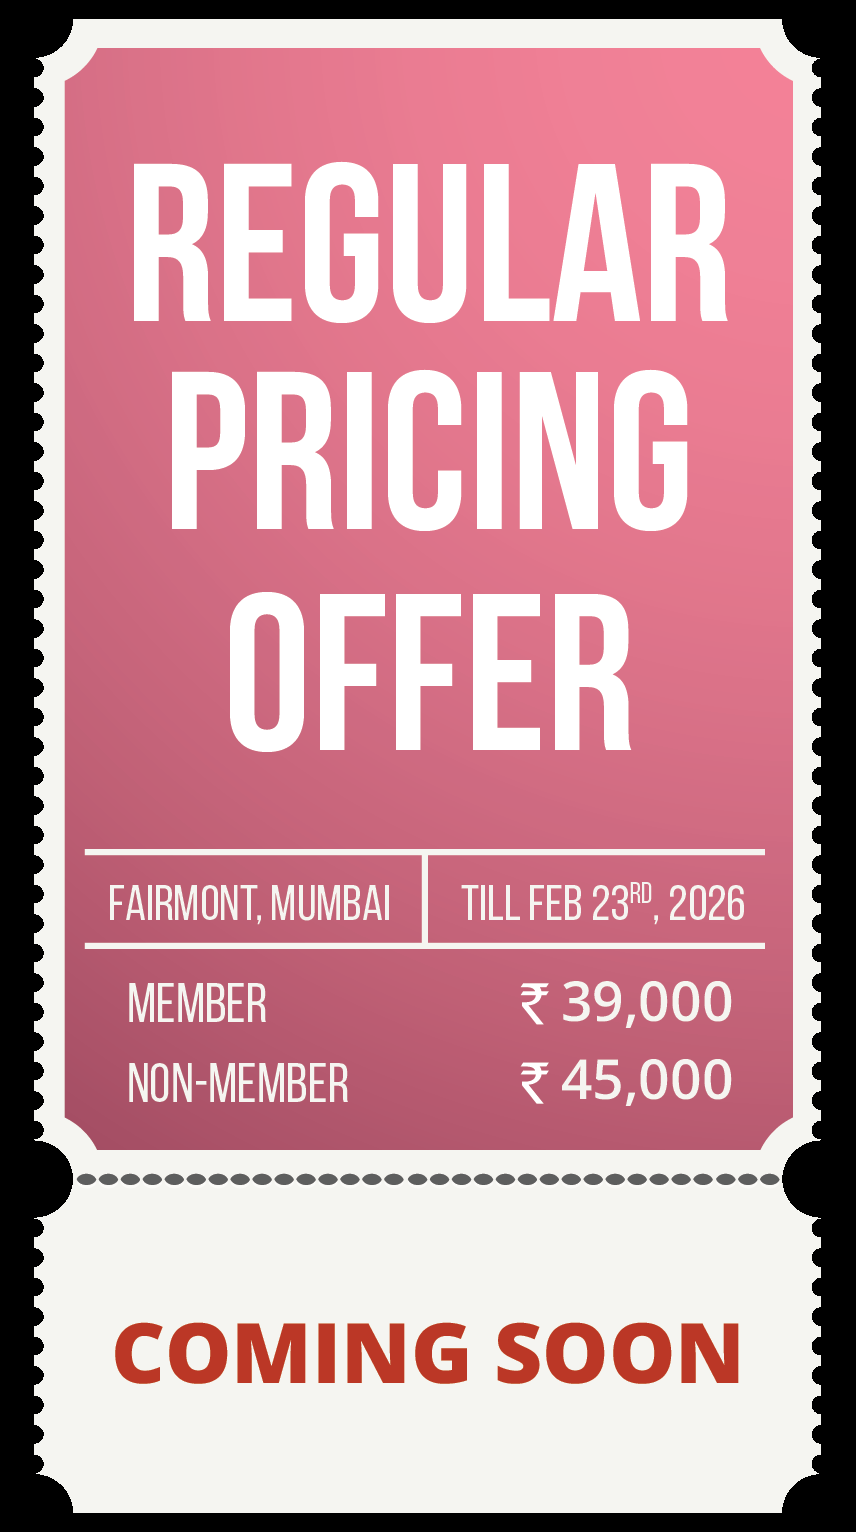 REGULAR
PRICING
OFFER
FAIRMONT, MUMBAI
TILL FEB 23RD, 2026
MEMBER ₹ 39,000
NON-MEMBER ₹ 45,000
COMING SOON